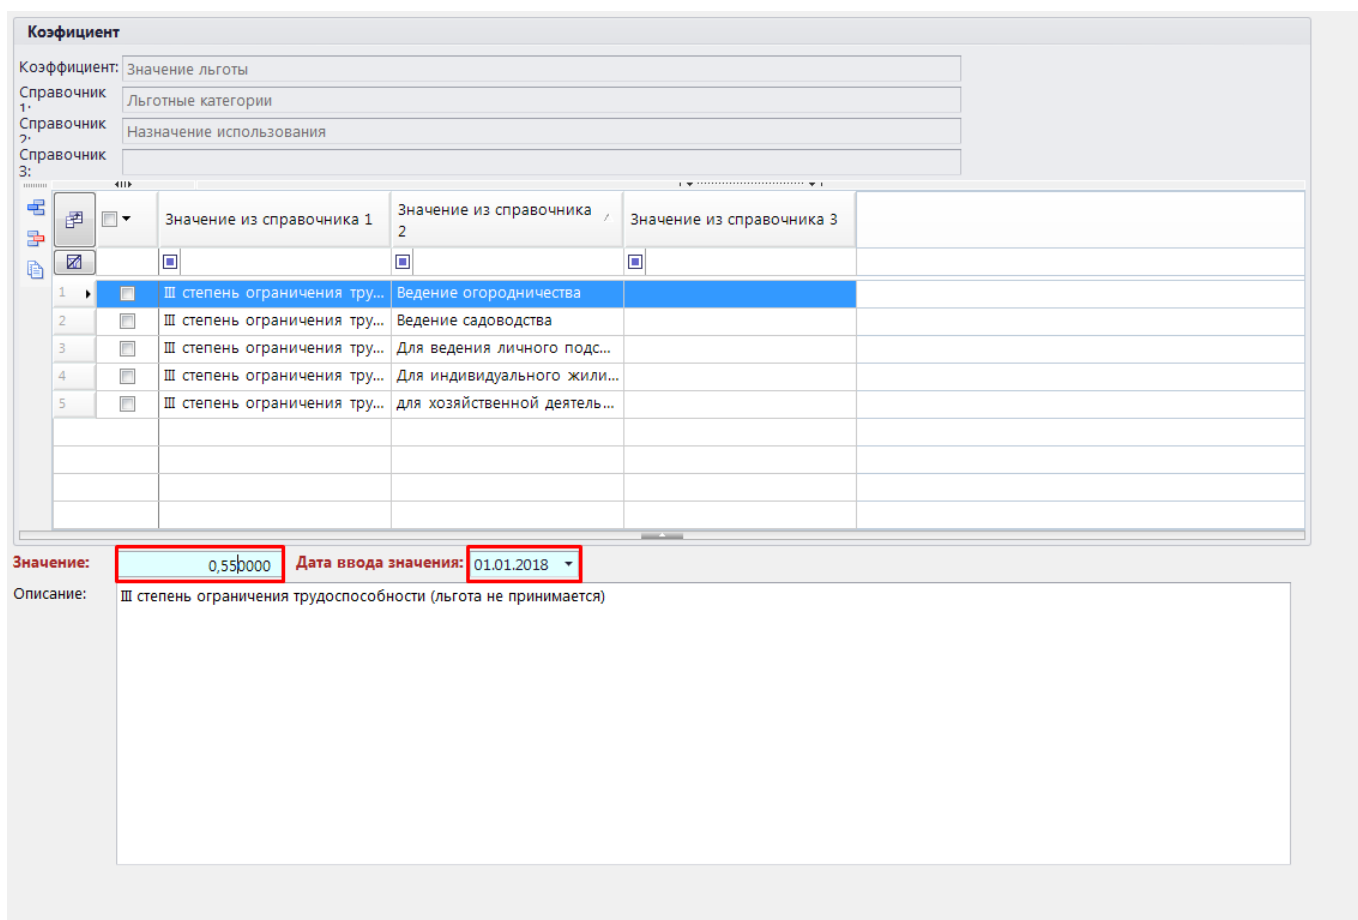 Коэфициент
Коэффициент: Значение льготы
Справочник 1: Льготные категории
Справочник 2: Назначение использования
Справочник 3:
Значение из справочника 1 Значение из справочника 2 Значение из справочника 3
1 III степень ограничения тру... Ведение огородничества
2 III степень ограничения тру... Ведение садоводства
3 III степень ограничения тру... Для ведения личного подс...
4 III степень ограничения тру... Для индивидуального жили...
5 III степень ограничения тру... для хозяйственной деятель...
Значение: 0,550000 Дата ввода значения: 01.01.2018
Описание: III степень ограничения трудоспособности (льгота не принимается)